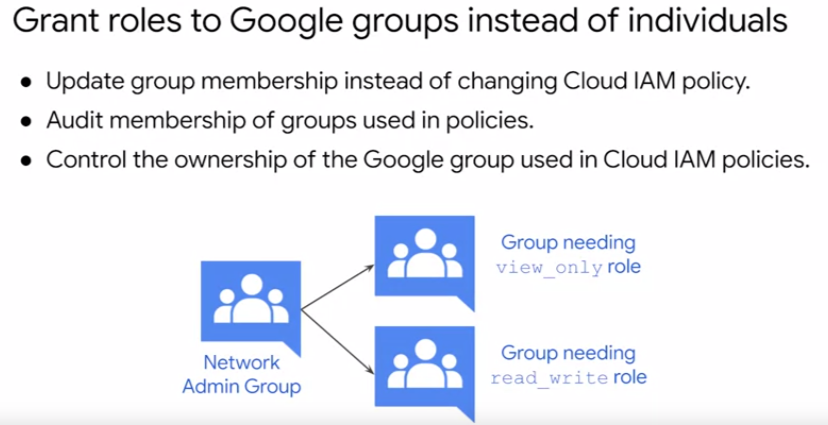 Grant roles to Google groups instead of individuals
● Update group membership instead of changing Cloud IAM policy.
● Audit membership of groups used in policies.
● Control the ownership of the Google group used in Cloud IAM policies.
Group needing
view_only role
Network
Admin Group
Group needing
read_write role